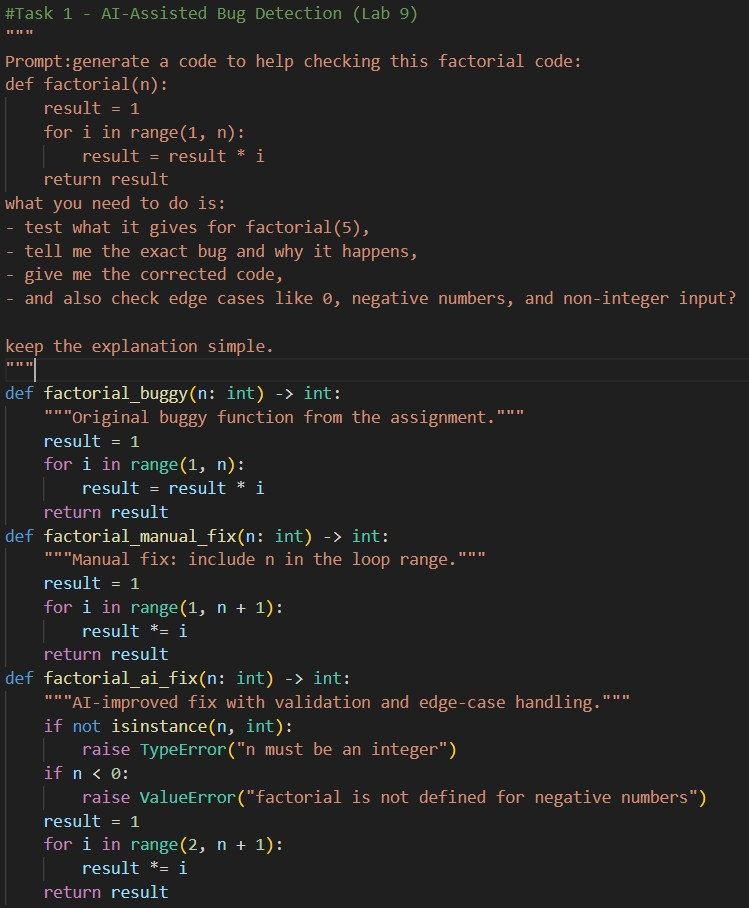 #Task 1 - AI-Assisted Bug Detection (Lab 9)
"""
Prompt:generate a code to help checking this factorial code:
def factorial(n):
    result = 1
    for i in range(1, n):
        result = result * i
    return result
what you need to do is:
- test what it gives for factorial(5),
- tell me the exact bug and why it happens,
- give me the corrected code,
- and also check edge cases like 0, negative numbers, and non-integer input?

keep the explanation simple.
"""
def factorial_buggy(n: int) -> int:
    """Original buggy function from the assignment."""
    result = 1
    for i in range(1, n):
        result = result * i
    return result
def factorial_manual_fix(n: int) -> int:
    """Manual fix: include n in the loop range."""
    result = 1
    for i in range(1, n + 1):
        result *= i
    return result
def factorial_ai_fix(n: int) -> int:
    """AI-improved fix with validation and edge-case handling."""
    if not isinstance(n, int):
        raise TypeError("n must be an integer")
    if n < 0:
        raise ValueError("factorial is not defined for negative numbers")
    result = 1
    for i in range(2, n + 1):
        result *= i
    return result